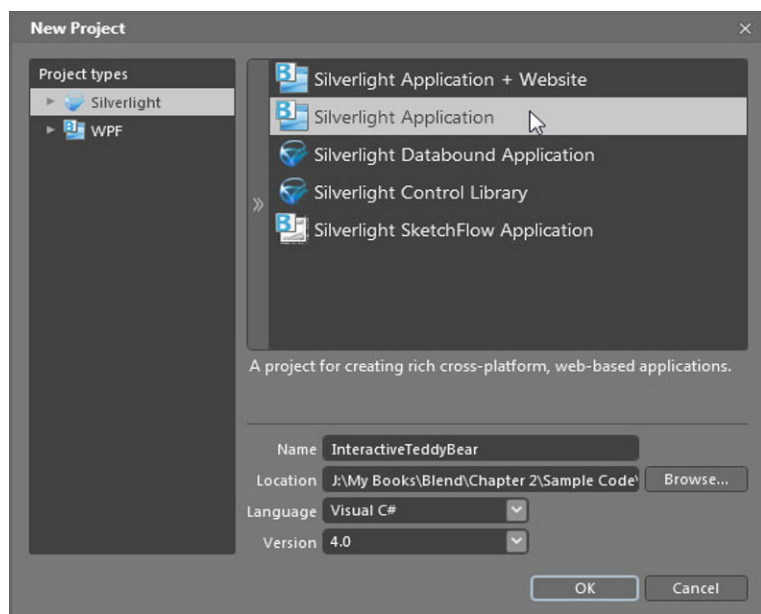 New Project
Project types
Silverlight
WPF
Silverlight Application + Website
Silverlight Application
Silverlight Databound Application
Silverlight Control Library
Silverlight SketchFlow Application
A project for creating rich cross-platform, web-based applications.
Name InteractiveTeddyBear
Location J:\My Books\Blend\Chapter 2\Sample Code\ Browse...
Language Visual C#
Version 4.0
OK Cancel